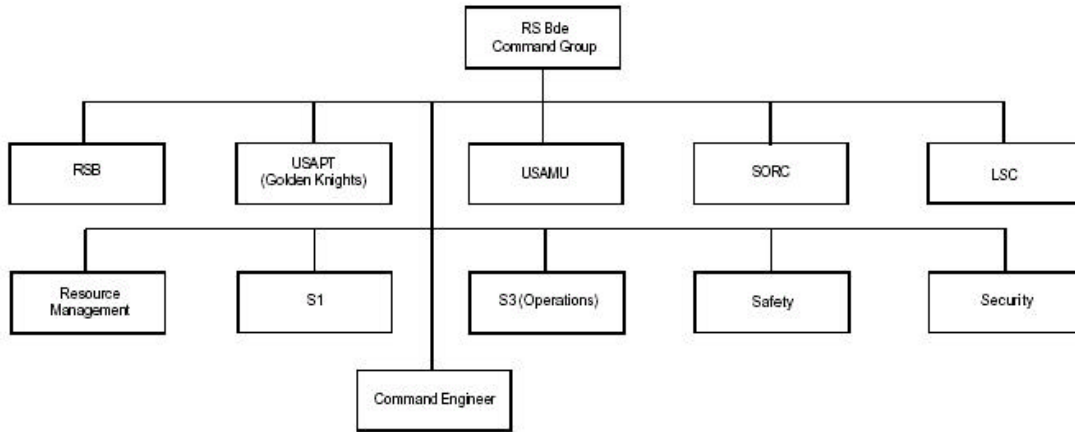 RS Bde
Command Group
RSB
USAPT
(Golden Knights)
USAMU
SORC
LSC
Resource
Management
S1
S3 (Operations)
Safety
Security
Command Engineer